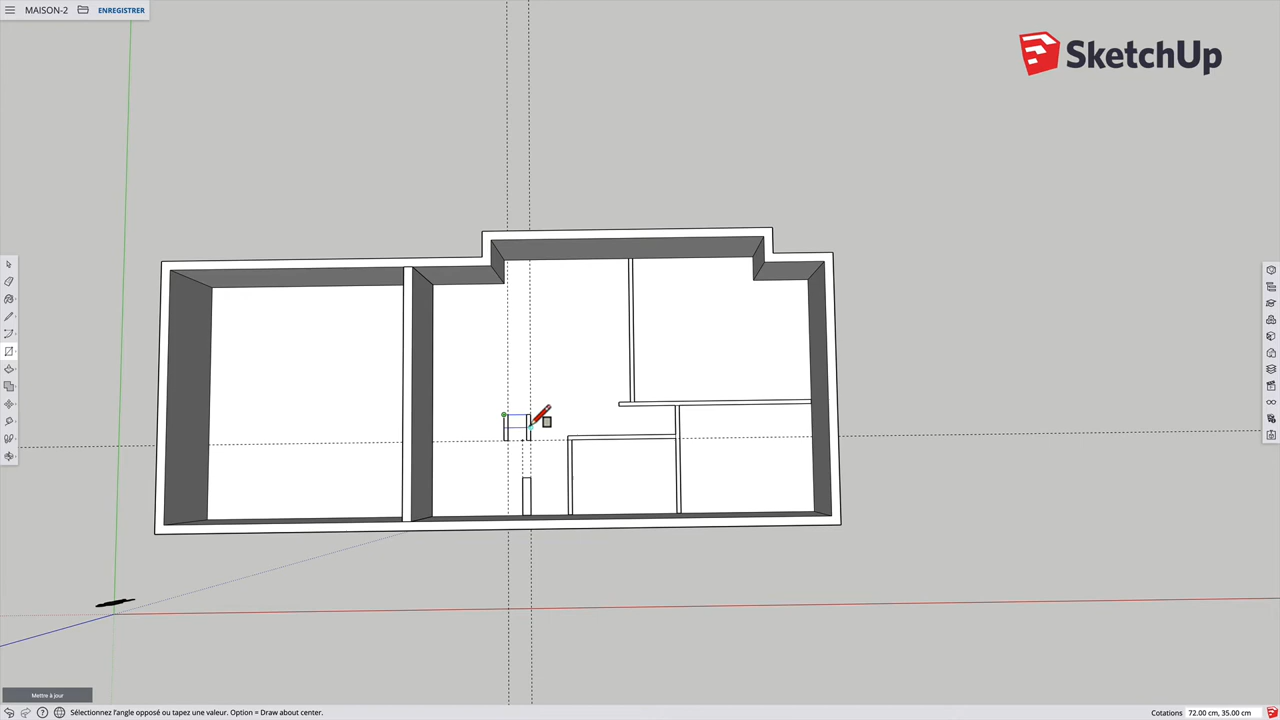 MAISON-2
ENREGISTRER
SketchUp
Mettre à jour
Sélectionnez l'angle opposé ou tapez une valeur. Option = Draw about center.
Cotations
72.00 cm, 35.00 cm